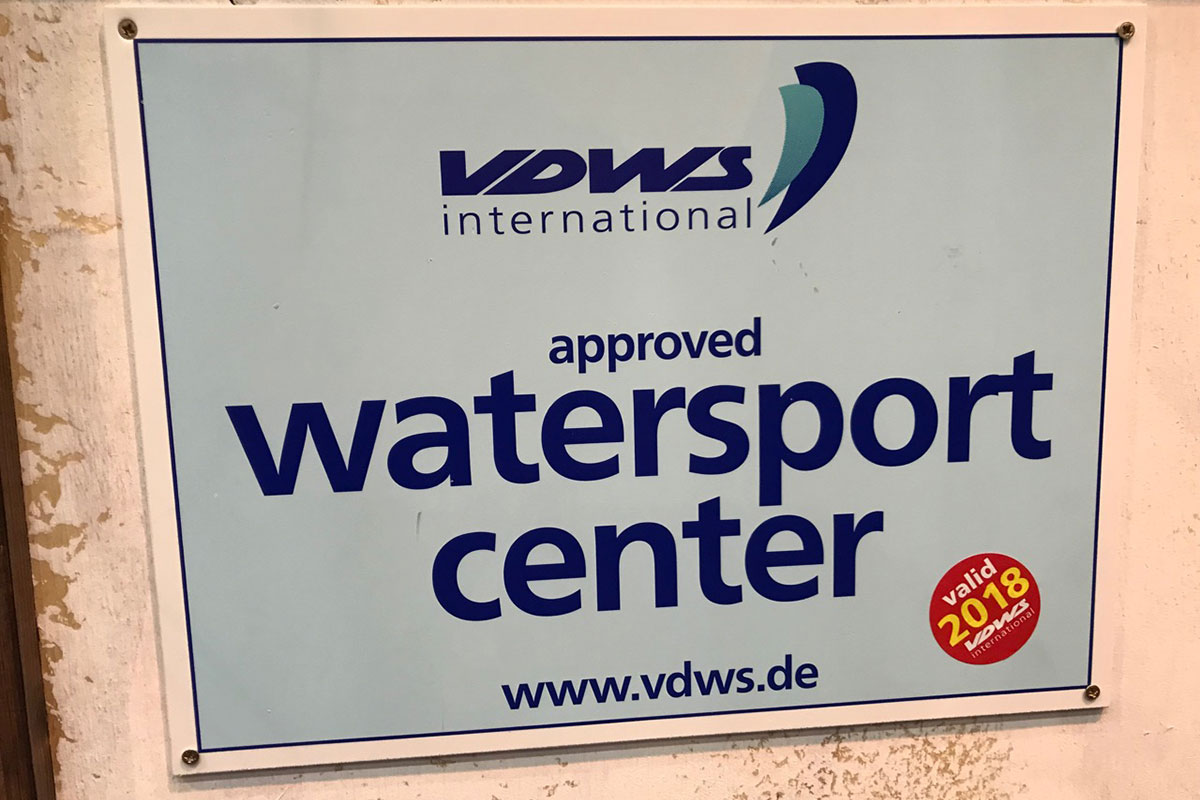 VDWS
international
approved
watersport
center
valid
2018
VDWS
international
www.vdws.de